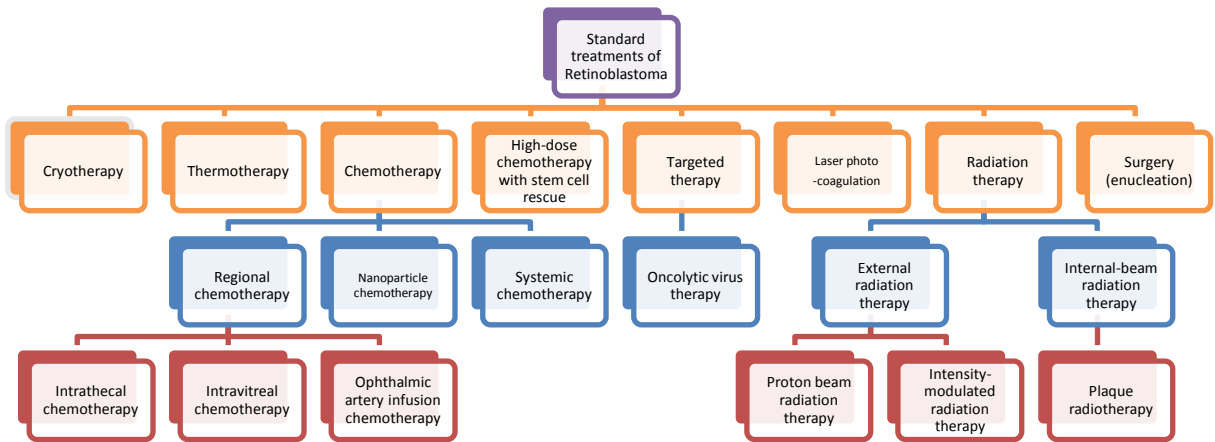 Standard
treatments of
Retinoblastoma
Cryotherapy
Thermotherapy
Chemotherapy
High-dose
chemotherapy
with stem cell
rescue
Targeted
therapy
Laser photo
-coagulation
Radiation
therapy
Surgery
(enucleation)
Regional
chemotherapy
Nanoparticle
chemotherapy
Systemic
chemotherapy
Oncolytic virus
therapy
External
radiation
therapy
Internal-beam
radiation
therapy
Intrathecal
chemotherapy
Intravitreal
chemotherapy
Ophthalmic
artery infusion
chemotherapy
Proton beam
radiation
therapy
Intensity-
modulated
radiation
therapy
Plaque
radiotherapy